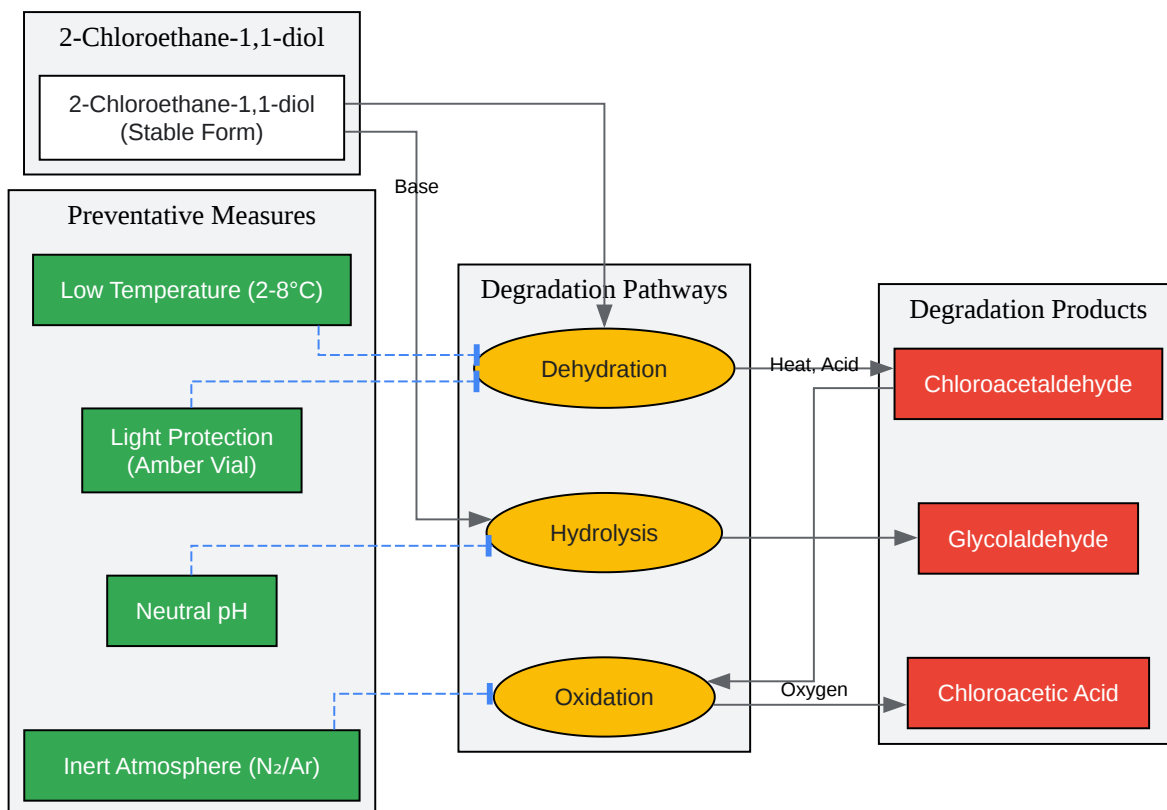 2-Chloroethane-1,1-diol
2-Chloroethane-1,1-diol
(Stable Form)
Base
Preventative Measures
Low Temperature (2-8°C)
Light Protection
(Amber Vial)
Neutral pH
Inert Atmosphere (N₂/Ar)
Degradation Pathways
Dehydration
Hydrolysis
Oxidation
Heat, Acid
Oxygen
Degradation Products
Chloroacetaldehyde
Glycolaldehyde
Chloroacetic Acid